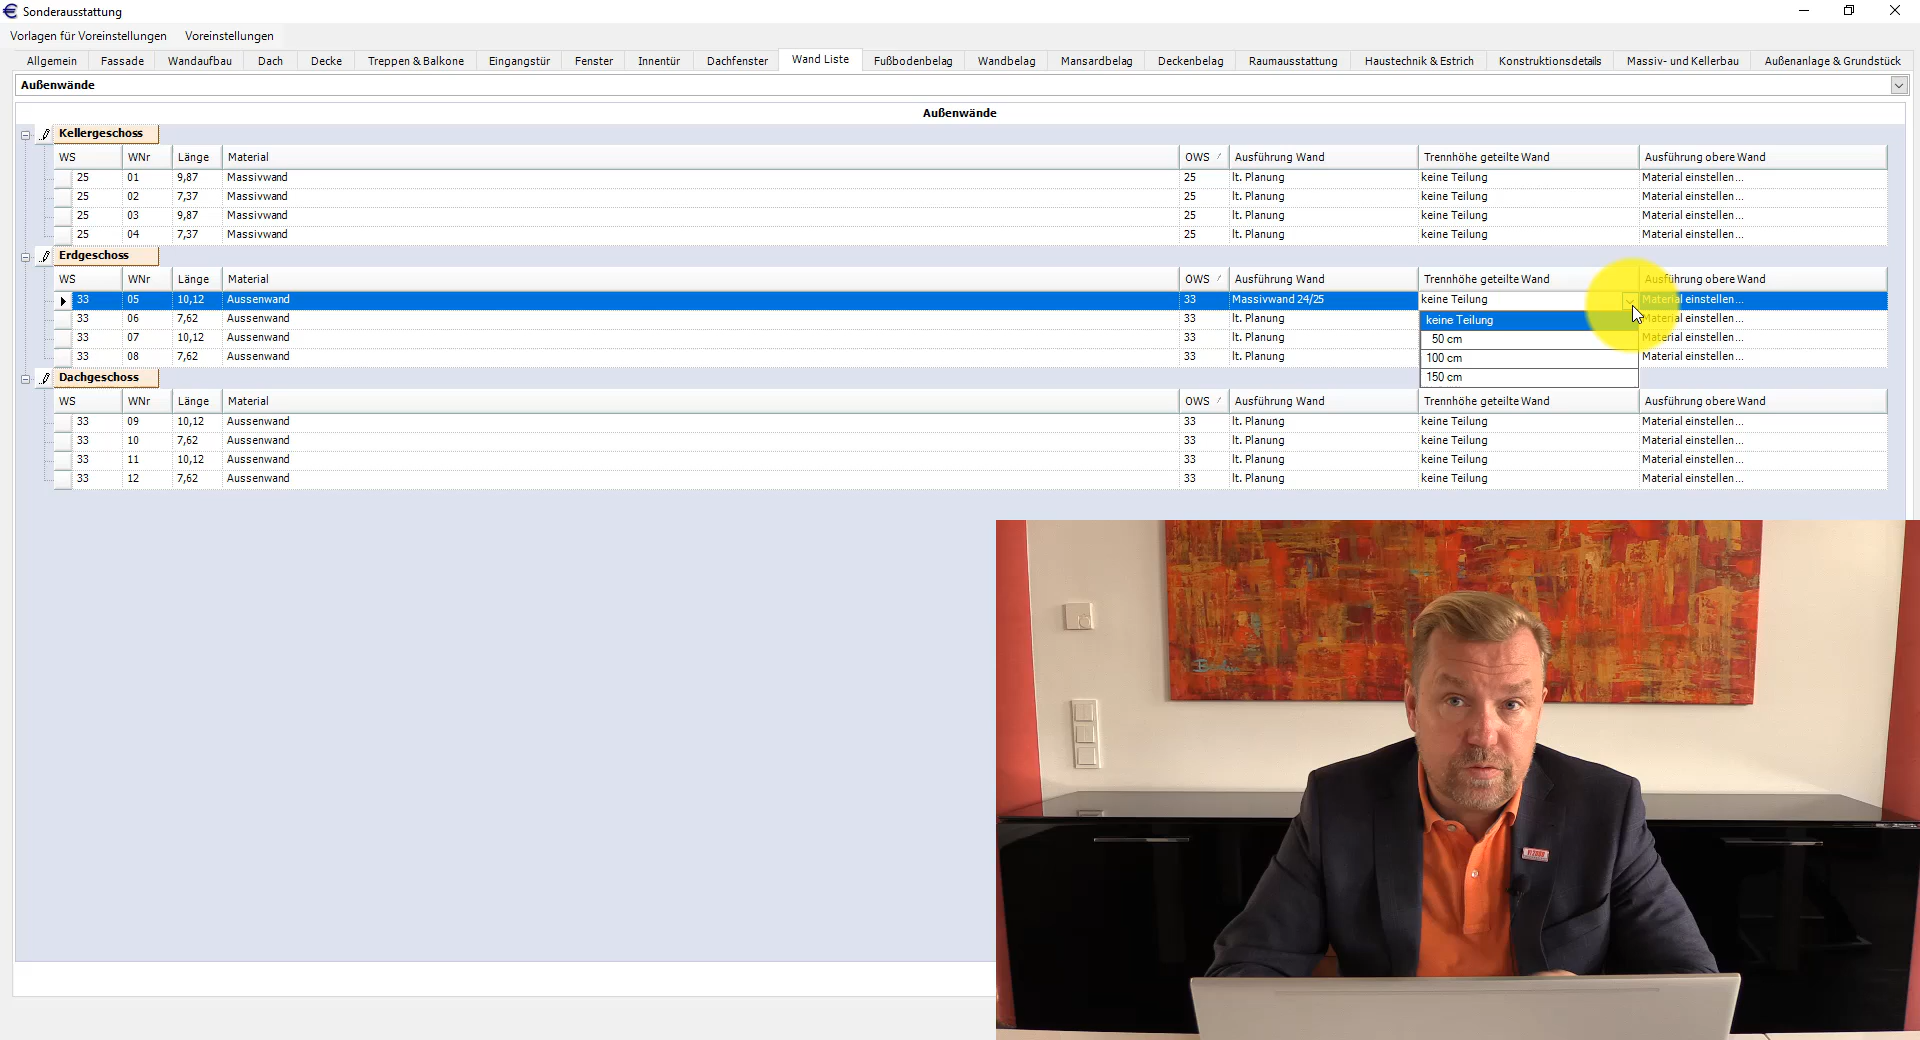 Sonderausstattung
Vorlagen für Voreinstellungen Voreinstellungen
Allgemein Fassade Wandaufbau Dach Decke Treppen & Balkone Eingangstür Fenster Innentür Dachfenster Wand Liste Fußbodenbelag Wandbelag Mansardbelag Deckenbelag Raumausstattung Haustechnik & Estrich Konstruktionsdetails Massiv- und Kellerbau Außenanlage & Grundstück
Außenwände
Außenwände
Kellergeschoss
WS WNr Länge Material OWS Ausführung Wand Trennhöhe geteilte Wand Ausführung obere Wand
25 01 9,87 Massivwand 25 lt. Planung keine Teilung Material einstellen...
25 02 7,37 Massivwand 25 lt. Planung keine Teilung Material einstellen...
25 03 9,87 Massivwand 25 lt. Planung keine Teilung Material einstellen...
25 04 7,37 Massivwand 25 lt. Planung keine Teilung Material einstellen...
Erdgeschoss
WS WNr Länge Material OWS Ausführung Wand Trennhöhe geteilte Wand Ausführung obere Wand
33 05 10,12 Aussenwand 33 Massivwand 24/25 keine Teilung Material einstellen...
33 06 7,62 Aussenwand 33 lt. Planung keine Teilung Material einstellen...
33 07 10,12 Aussenwand 33 lt. Planung 50 cm Material einstellen...
33 08 7,62 Aussenwand 33 lt. Planung 100 cm Material einstellen...
150 cm
Dachgeschoss
WS WNr Länge Material OWS Ausführung Wand Trennhöhe geteilte Wand Ausführung obere Wand
33 09 10,12 Aussenwand 33 lt. Planung keine Teilung Material einstellen...
33 10 7,62 Aussenwand 33 lt. Planung keine Teilung Material einstellen...
33 11 10,12 Aussenwand 33 lt. Planung keine Teilung Material einstellen...
33 12 7,62 Aussenwand 33 lt. Planung keine Teilung Material einstellen...